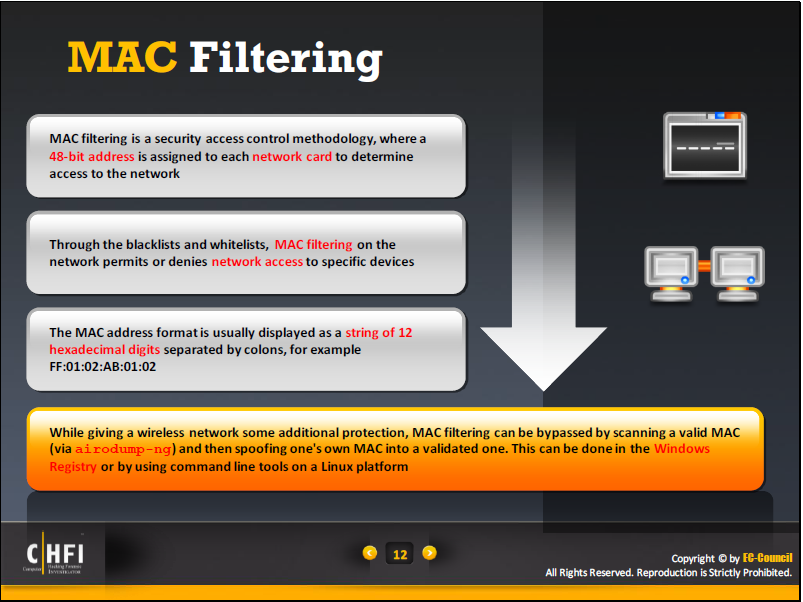 MAC Filtering
MAC filtering is a security access control methodology, where a
48-bit address is assigned to each network card to determine
access to the network
Through the blacklists and whitelists, MAC filtering on the
network permits or denies network access to specific devices
The MAC address format is usually displayed as a string of 12
hexadecimal digits separated by colons, for example
FF:01:02:AB:01:02
While giving a wireless network some additional protection, MAC filtering can be bypassed by scanning a valid MAC
(via airodump-ng) and then spoofing one's own MAC into a validated one. This can be done in the Windows
Registry or by using command line tools on a Linux platform
CHFI
Computer Hacking Forensic
INVESTIGATOR
12
Copyright © by EC-Council
All Rights Reserved. Reproduction is Strictly Prohibited.